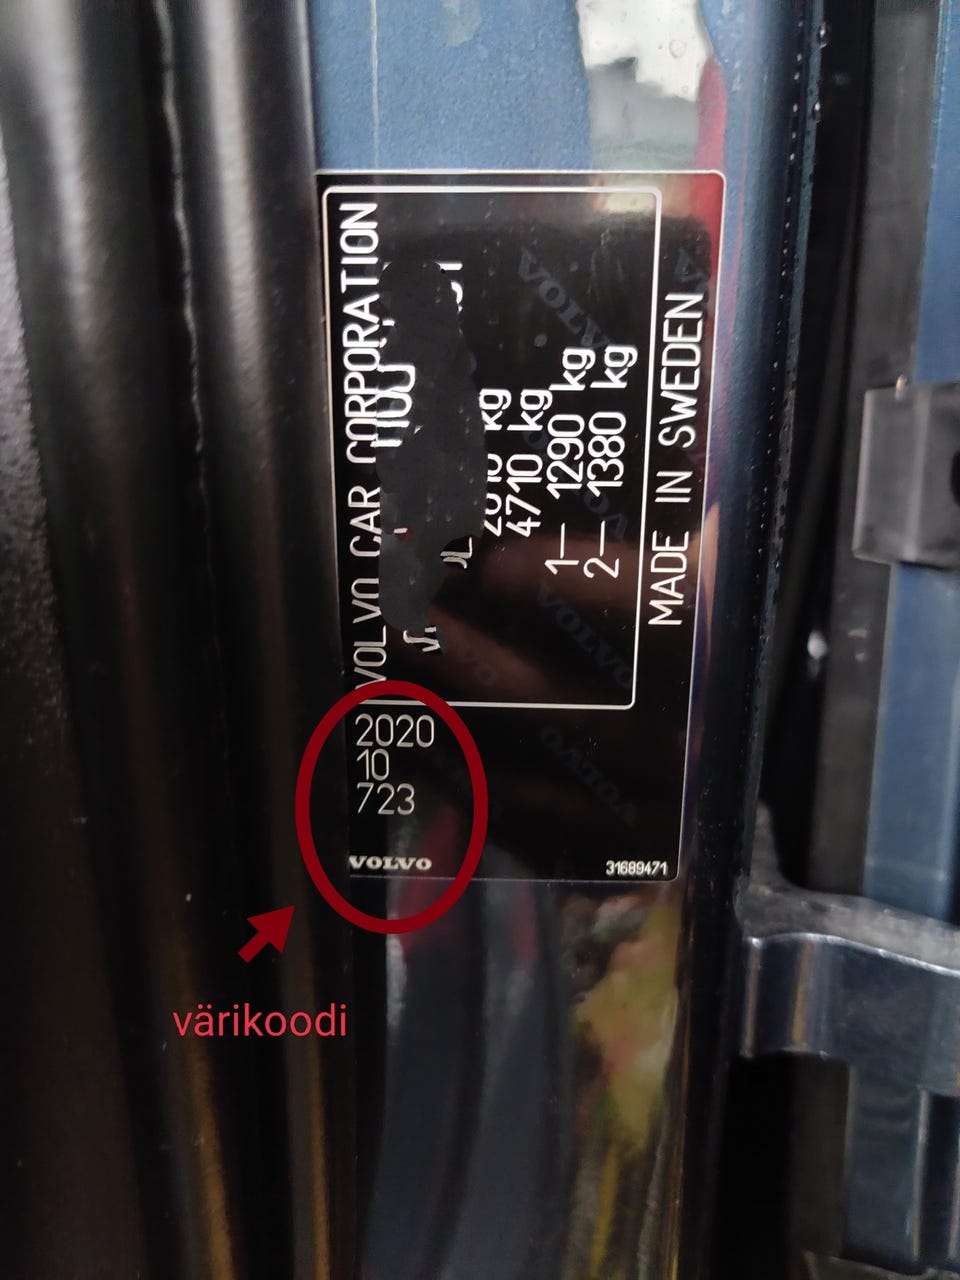 VOLVO CAR CORPORATION
4710 kg
1— 1290 kg
2— 1380 kg
MADE IN SWEDEN
2020
10
723
VOLVO
31689471
värikoodi